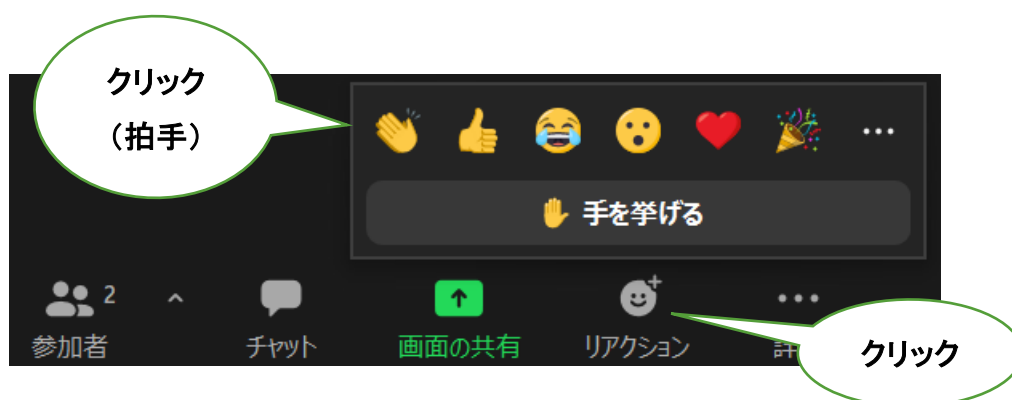 クリック
（拍手）
手を挙げる
2
参加者
チャット
画面の共有
リアクション
クリック